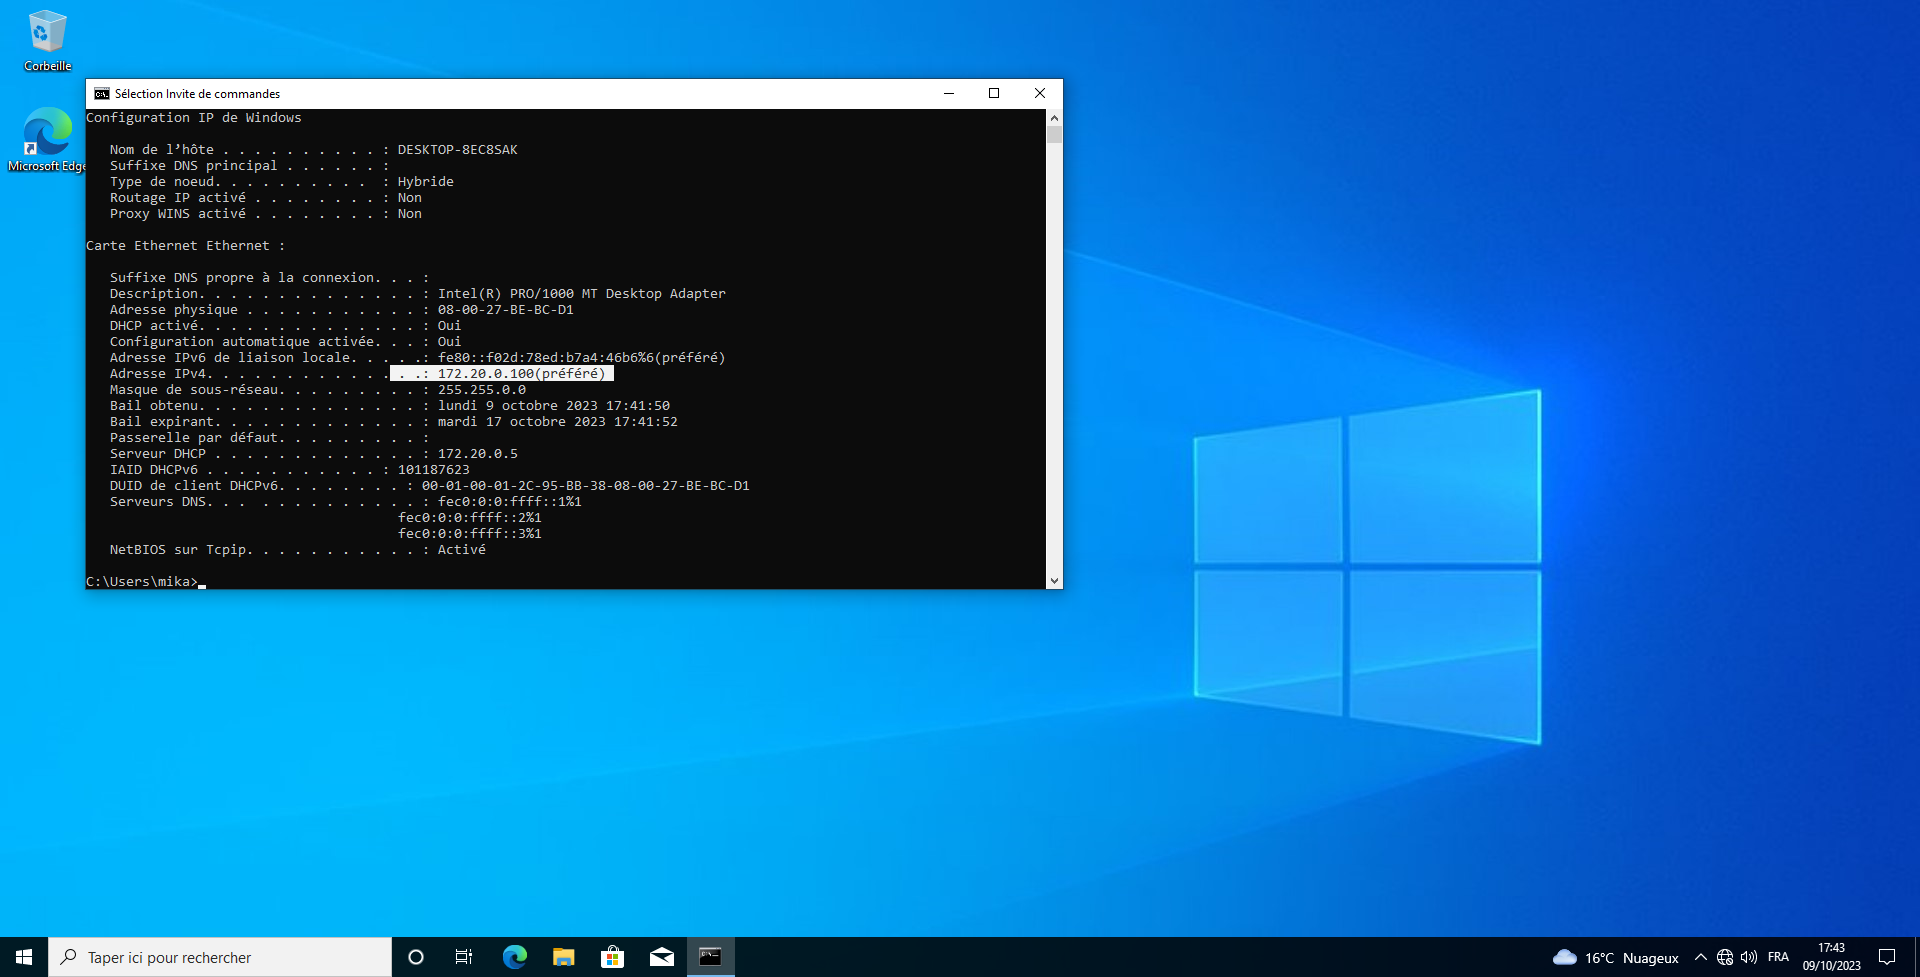 Corbeille
Microsoft Edge
Sélection Invite de commandes
Configuration IP de Windows
Nom de l’hôte . . . . . . . . . . : DESKTOP-8EC8SAK
Suffixe DNS principal . . . . . . :
Type de noeud. . . . . . . . . .  : Hybride
Routage IP activé . . . . . . . . : Non
Proxy WINS activé . . . . . . . . : Non
Carte Ethernet Ethernet :
Suffixe DNS propre à la connexion. . . :
Description. . . . . . . . . . . . . . : Intel(R) PRO/1000 MT Desktop Adapter
Adresse physique . . . . . . . . . . . : 08-00-27-BE-BC-D1
DHCP activé. . . . . . . . . . . . . . : Oui
Configuration automatique activée. . . : Oui
Adresse IPv6 de liaison locale. . . . .: fe80::f02d:78ed:b7a4:46b6%6(préféré)
Adresse IPv4. . . . . . . . . . . . . .: 172.20.0.100(préféré)
Masque de sous-réseau. . . . . . . . . : 255.255.0.0
Bail obtenu. . . . . . . . . . . . . . : lundi 9 octobre 2023 17:41:50
Bail expirant. . . . . . . . . . . . . : mardi 17 octobre 2023 17:41:52
Passerelle par défaut. . . . . . . . . :
Serveur DHCP . . . . . . . . . . . . . : 172.20.0.5
IAID DHCPv6 . . . . . . . . . . . : 101187623
DUID de client DHCPv6. . . . . . . . : 00-01-00-01-2C-95-BB-38-08-00-27-BE-BC-D1
Serveurs DNS. . . . . . . . . . . . . : fec0:0:0:ffff::1%1
fec0:0:0:ffff::2%1
fec0:0:0:ffff::3%1
NetBIOS sur Tcpip. . . . . . . . . . . : Activé
C:\Users\mika>
Taper ici pour rechercher
16°C Nuageux
FRA
17:43
09/10/2023